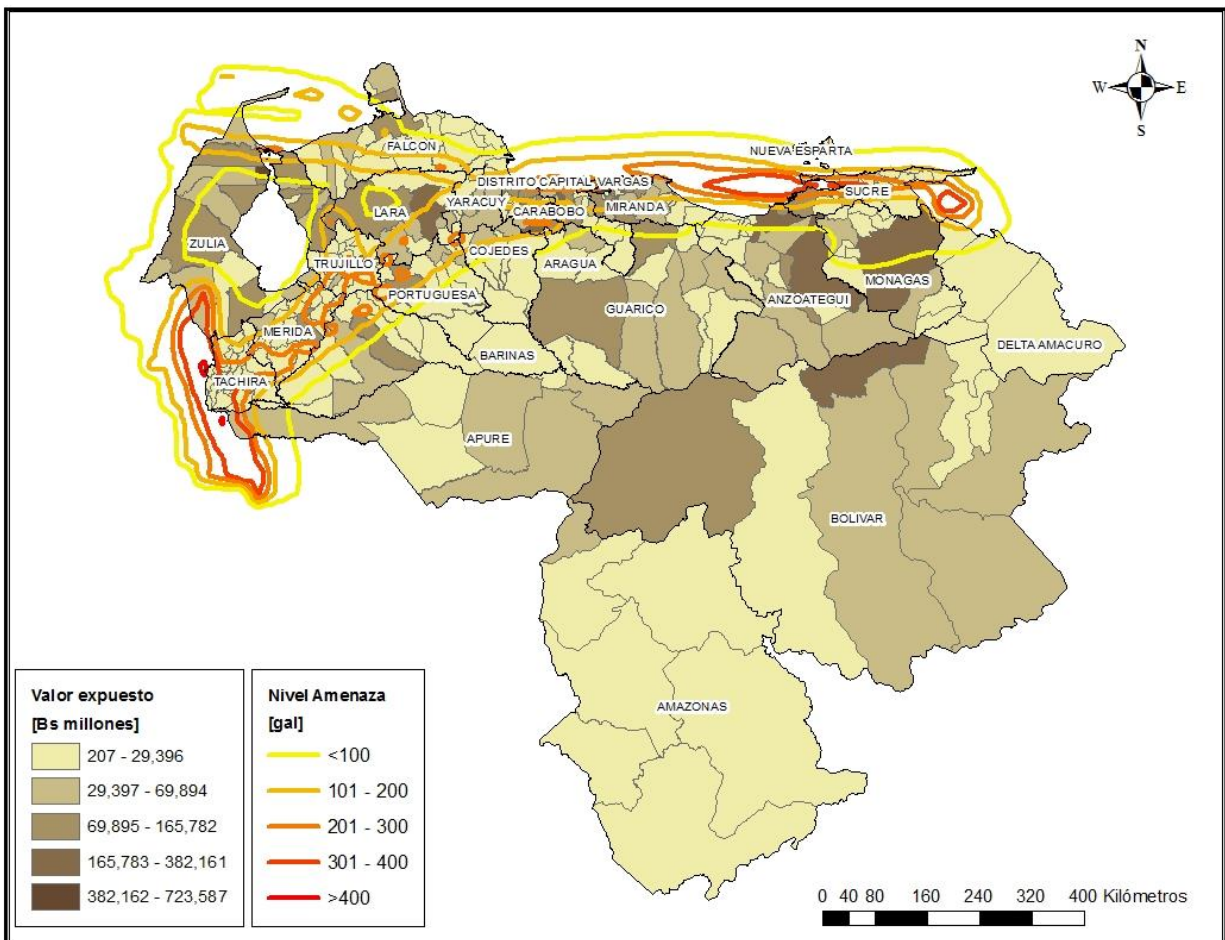 N
W E
S
NUEVA ESPARTA
FALCON
DISTRITO CAPITAL VARGAS
SUCRE
LARA
YARACUY
CARABOBO
MIRANDA
ZULIA
TRUJILLO
COJEDES
ARAGUA
MONAGAS
PORTUGUESA
ANZOATEGUI
GUARICO
MERIDA
DELTA AMACURO
BARINAS
TACHIRA
APURE
BOLIVAR
AMAZONAS
Valor expuesto
[Bs millones]
207 - 29,396
29,397 - 69,894
69,895 - 165,782
165,783 - 382,161
382,162 - 723,587
Nivel Amenaza
[gal]
<100
101 - 200
201 - 300
301 - 400
>400
0 40 80 160 240 320 400 Kilómetros